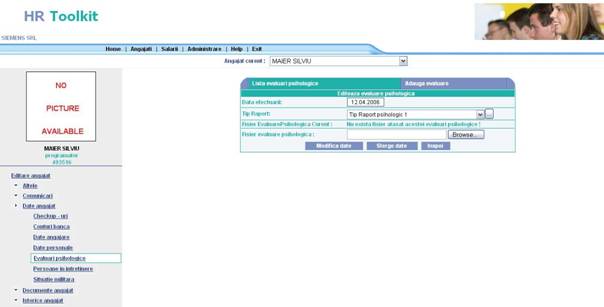 HR Toolkit
SIEMENS SRL
Home | Angajati | Salarii | Administrare | Help | Exit
Angajat curent : MAIER SILVIU
NO
PICTURE
AVAILABLE
MAIER SILVIU
programator
Lista evaluari psihologice Adauga evaluare
Editeaza evaluare psihologica
Data efectuarii: 12.04.2006
Tip Raport: Tip Raport psihologic 1 ...
Fisier EvaluarePsihologica Curent : Nu exista fisier atasat acestei evaluari psihologice !
Fisier evaluare psihologica : Browse...
Modifica date Sterge date Inapoi
Editare angajat
Altele
Comunicari
Date angajat
Checkup - uri
Conturi banca
Date angajare
Date personale
Evaluari psihologice
Persoane in intretinere
Situatie militara
Documente angajat
Istorice angajat